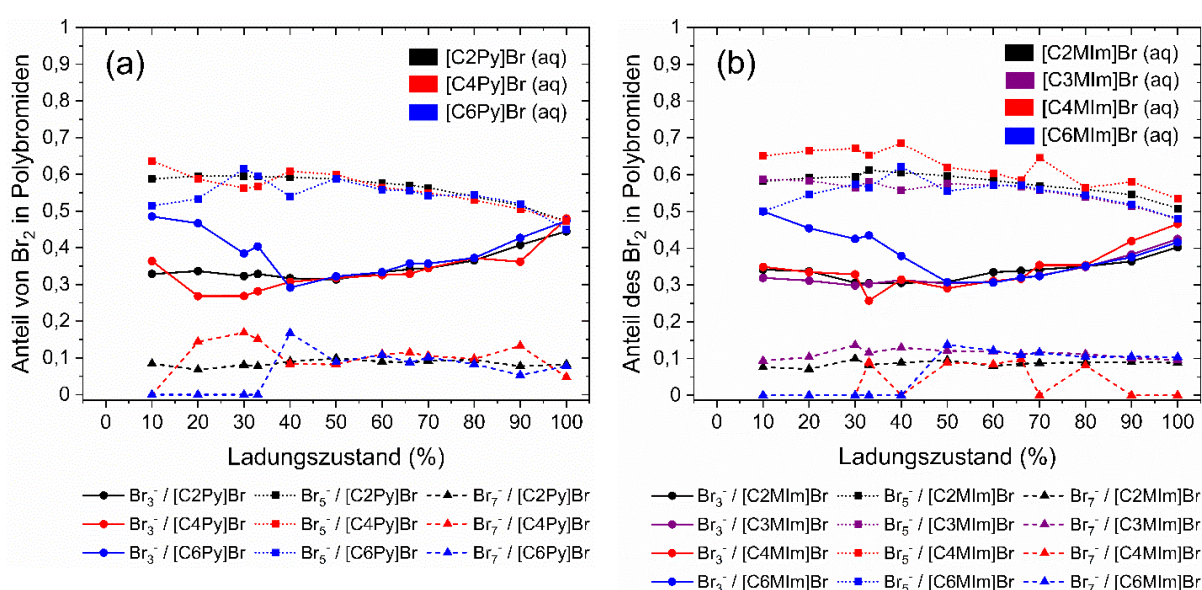 (a)
[C2Py]Br (aq)
[C4Py]Br (aq)
[C6Py]Br (aq)
Anteil von Br₂ in Polybromiden
1
0,9
0,8
0,7
0,6
0,5
0,4
0,3
0,2
0,1
0
0 10 20 30 40 50 60 70 80 90 100
Ladungszustand (%)
Br₃⁻ / [C2Py]Br Br₅⁻ / [C2Py]Br Br₇⁻ / [C2Py]Br
Br₃⁻ / [C4Py]Br Br₅⁻ / [C4Py]Br Br₇⁻ / [C4Py]Br
Br₃⁻ / [C6Py]Br Br₅⁻ / [C6Py]Br Br₇⁻ / [C6Py]Br
(b)
[C2MIm]Br (aq)
[C3MIm]Br (aq)
[C4MIm]Br (aq)
[C6MIm]Br (aq)
Anteil des Br₂ in Polybromiden
1
0,9
0,8
0,7
0,6
0,5
0,4
0,3
0,2
0,1
0
0 10 20 30 40 50 60 70 80 90 100
Ladungszustand (%)
Br₃⁻ / [C2MIm]Br Br₅⁻ / [C2MIm]Br Br₇⁻ / [C2MIm]Br
Br₃⁻ / [C3MIm]Br Br₅⁻ / [C3MIm]Br Br₇⁻ / [C3MIm]Br
Br₃⁻ / [C4MIm]Br Br₅⁻ / [C4MIm]Br Br₇⁻ / [C4MIm]Br
Br₃⁻ / [C6MIm]Br Br₅⁻ / [C6MIm]Br Br₇⁻ / [C6MIm]Br